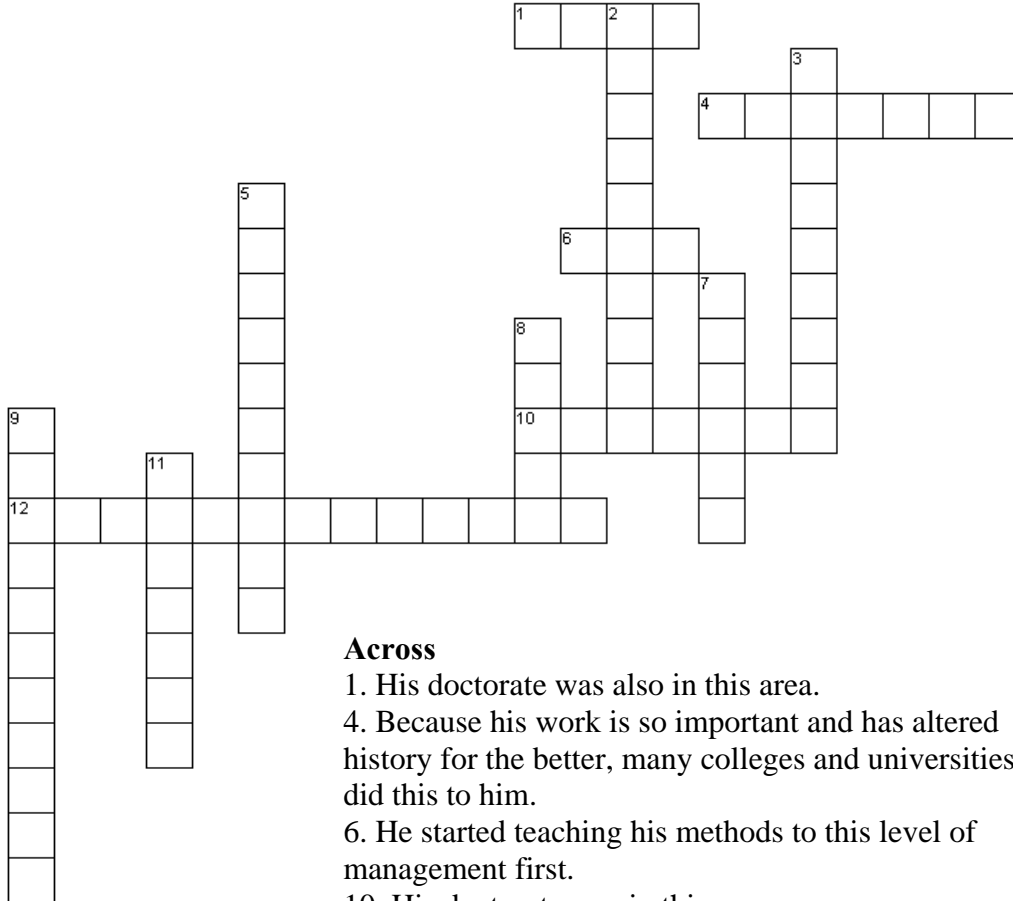 1 2
3
4
5
6
7
8
9 10
11
12
Across
1. His doctorate was also in this area.
4. Because his work is so important and has altered
history for the better, many colleges and universities
did this to him.
6. He started teaching his methods to this level of
management first.
10. His doctorate was in this